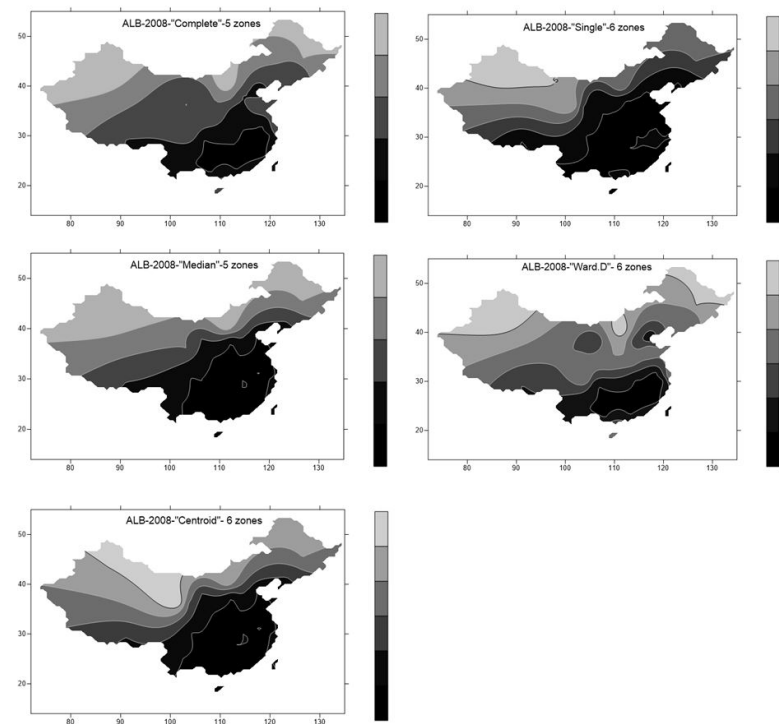 ALB-2008-"Complete"-5 zones
50
40
30
20
80 90 100 110 120 130
ALB-2008-"Single"-6 zones
50
40
30
20
80 90 100 110 120 130
ALB-2008-"Median"-5 zones
50
40
30
20
80 90 100 110 120 130
ALB-2008-"Ward.D"- 6 zones
50
40
30
20
80 90 100 110 120 130
ALB-2008-"Centroid"- 6 zones
50
40
30
20
80 90 100 110 120 130